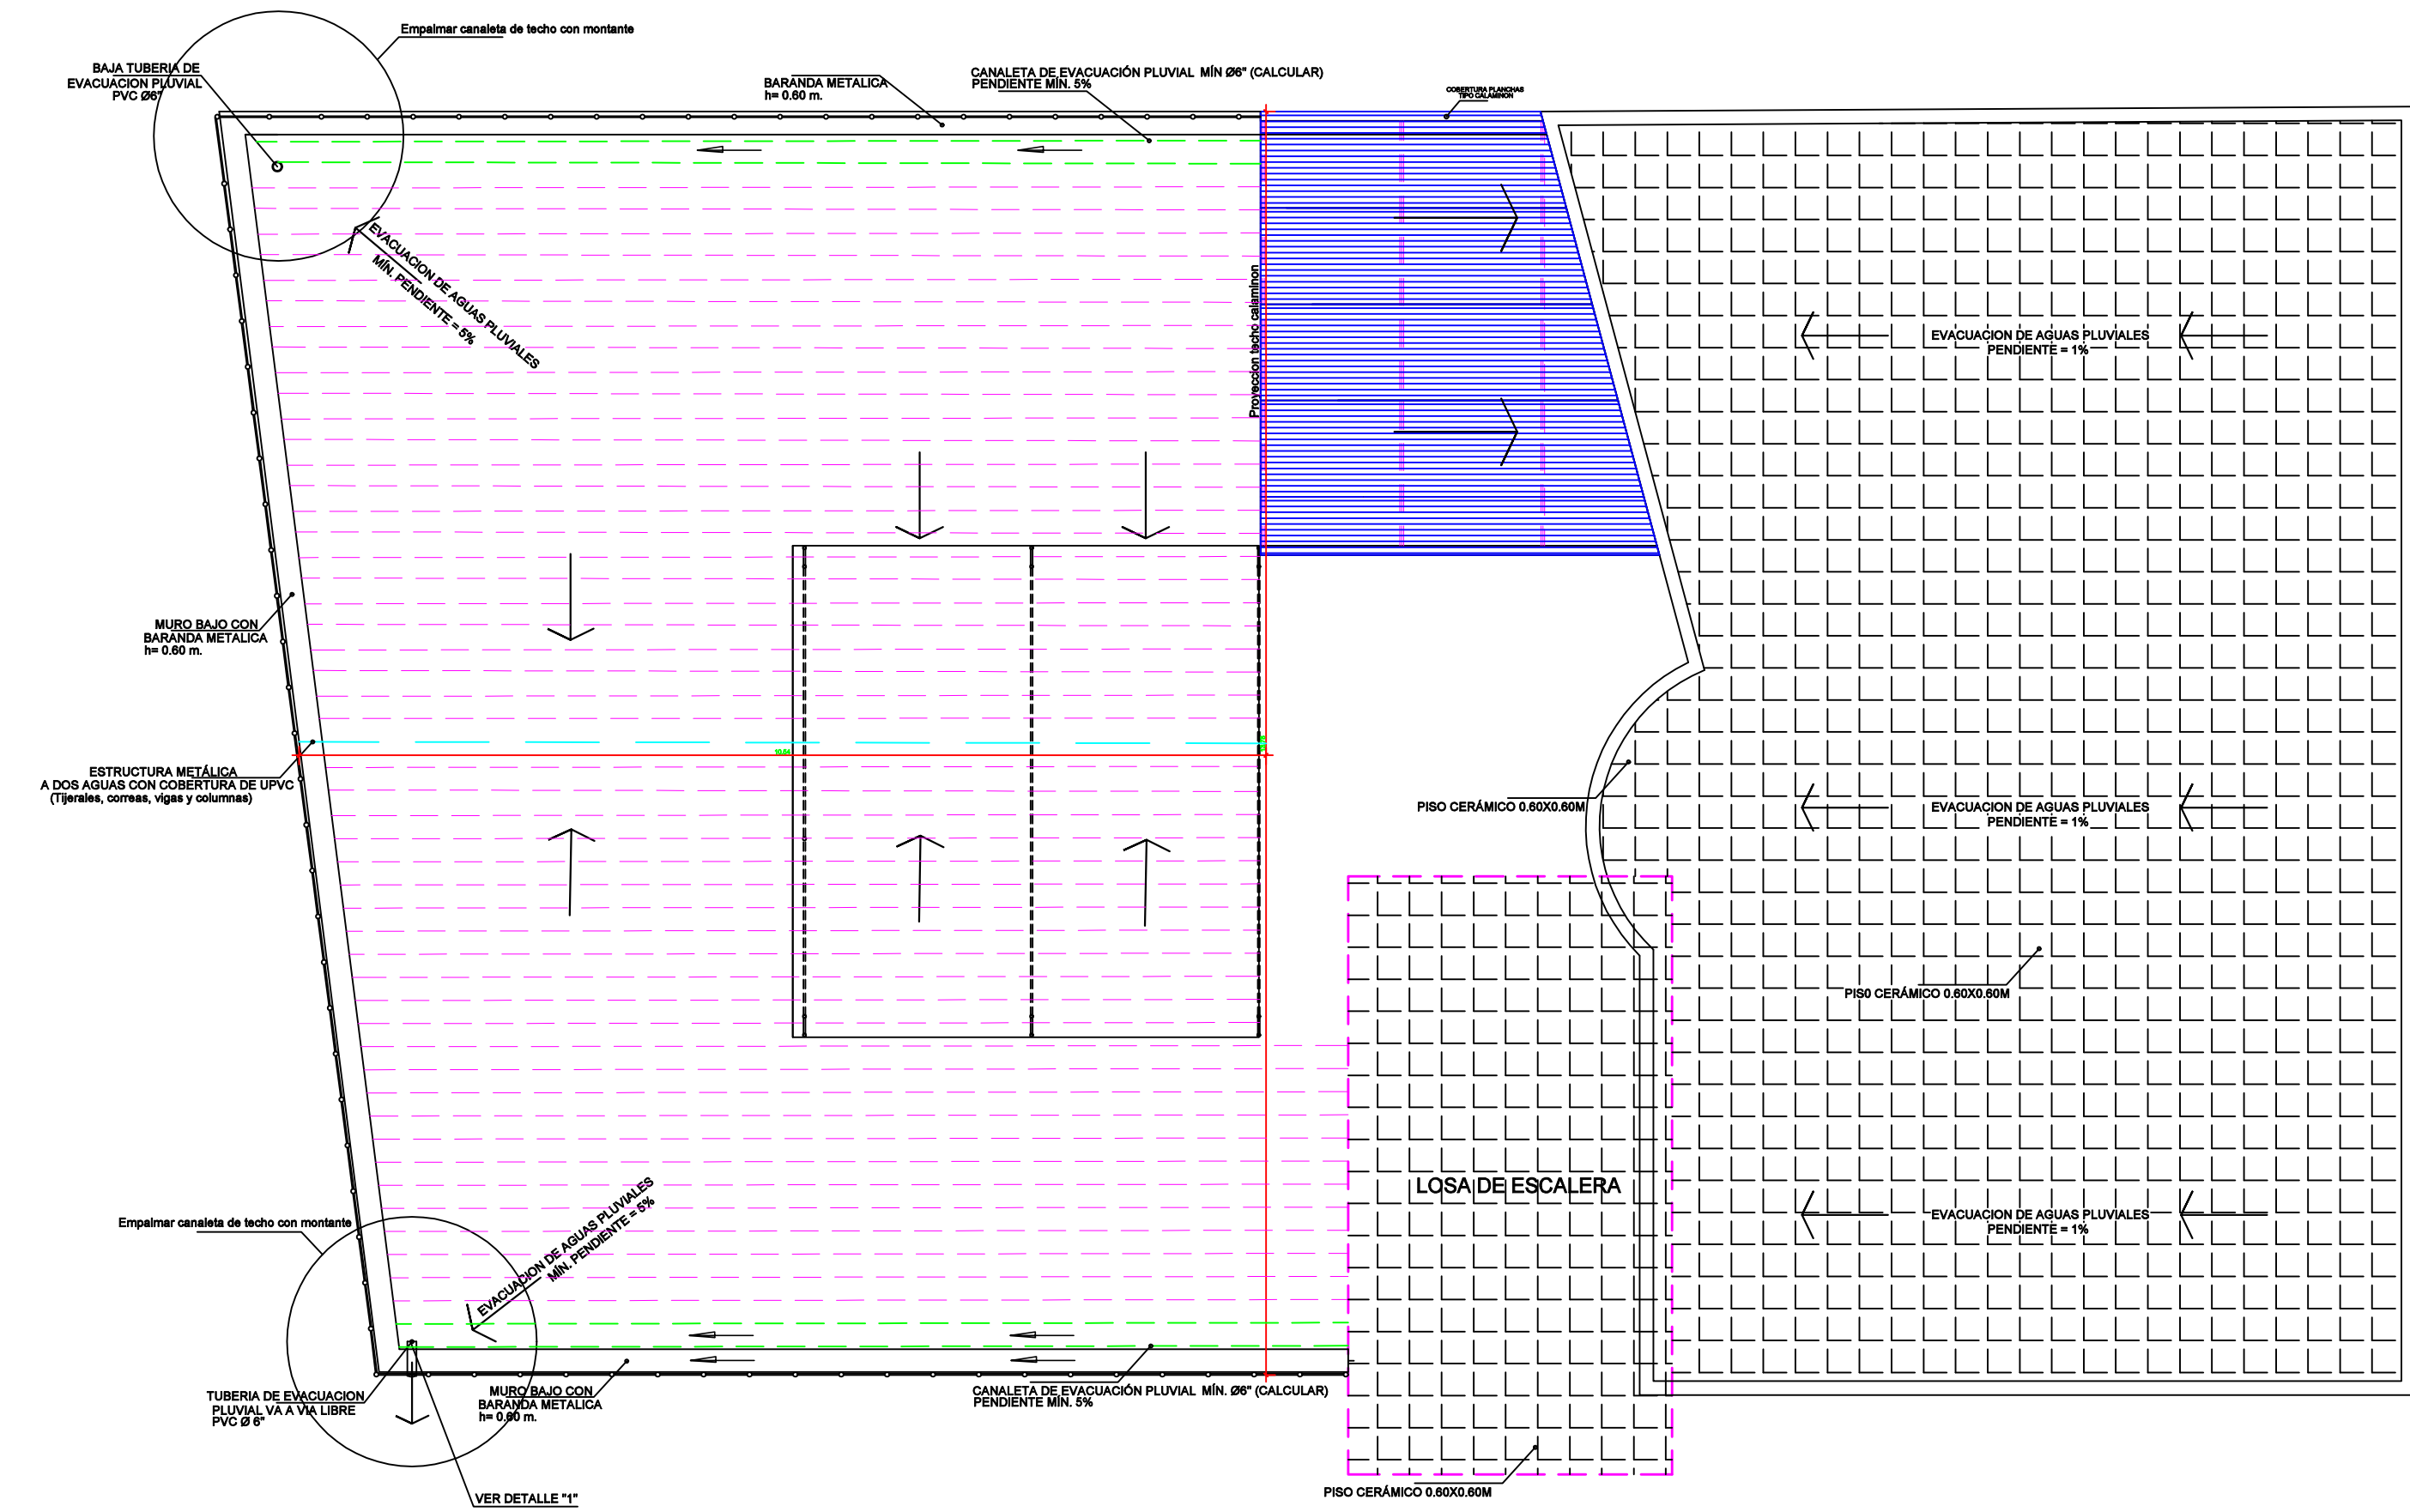 Empalmar canaleta de techo con montante
BAJA TUBERIA DE
EVACUACION PLUVIAL
PVC Ø6"
BARANDA METALICA
h= 0.60 m.
CANALETA DE EVACUACIÓN PLUVIAL MÍN Ø6" (CALCULAR)
PENDIENTE MÍN. 5%
COBERTURA PLANCHAS
TIPO CALAMINON
EVACUACION DE AGUAS PLUVIALES
MÍN. PENDIENTE = 5%
Proyeccion techo calaminon
EVACUACION DE AGUAS PLUVIALES
PENDIENTE = 1%
MURO BAJO CON
BARANDA METALICA
h= 0.60 m.
ESTRUCTURA METÁLICA
A DOS AGUAS CON COBERTURA DE UPVC
(Tijerales, correas, vigas y columnas)
PISO CERÁMICO 0.60X0.60M
EVACUACION DE AGUAS PLUVIALES
PENDIENTE = 1%
PIS0 CERÁMICO 0.60X0.60M
LOSA DE ESCALERA
EVACUACION DE AGUAS PLUVIALES
PENDIENTE = 1%
Empalmar canaleta de techo con montante
EVACUACION DE AGUAS PLUVIALES
MÍN. PENDIENTE = 5%
TUBERIA DE EVACUACION
PLUVIAL VA A VIA LIBRE
PVC Ø 6"
MURO BAJO CON
BARANDA METALICA
h= 0.60 m.
CANALETA DE EVACUACIÓN PLUVIAL MÍN. Ø6" (CALCULAR)
PENDIENTE MÍN. 5%
PISO CERÁMICO 0.60X0.60M
VER DETALLE "1"